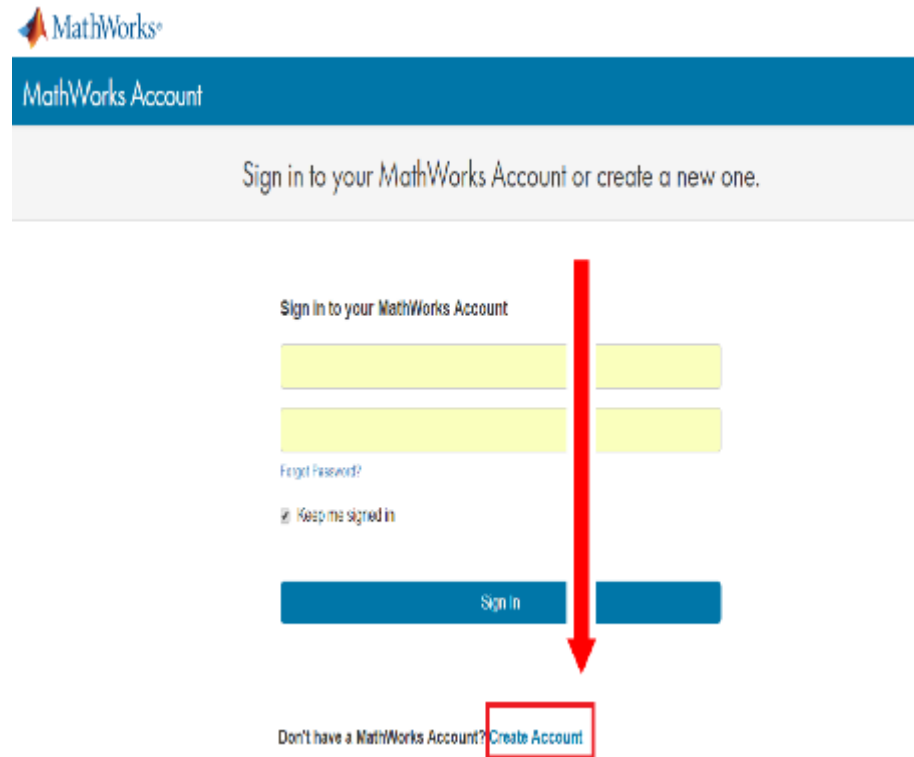 MathWorks®
MathWorks Account
Sign in to your MathWorks Account or create a new one.
Sign in to your MathWorks Account
Forgot Password?
Keep me signed in
Sign In
Don't have a MathWorks Account? Create Account